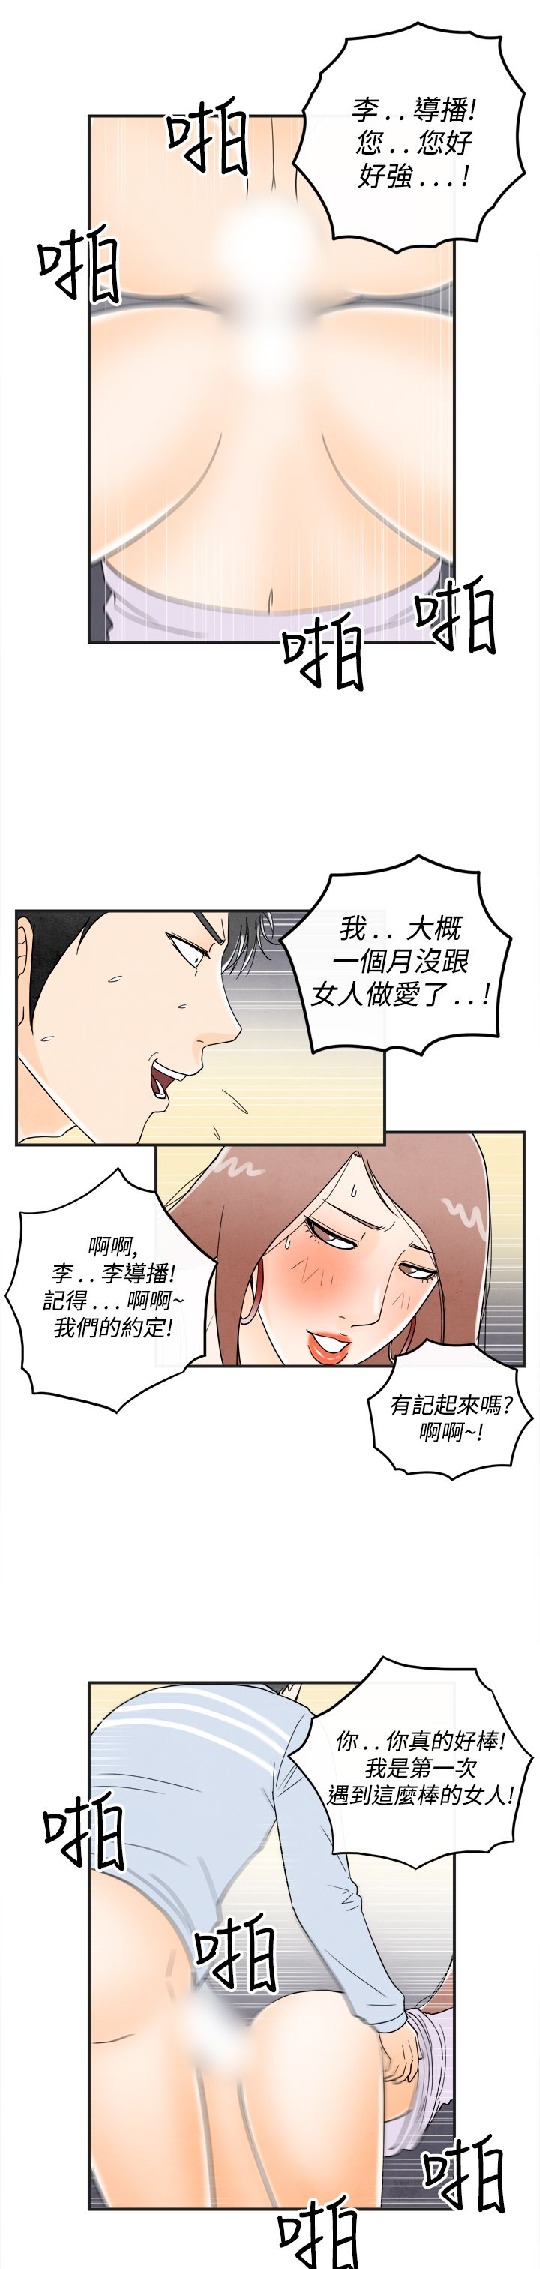 李..導播!
您..您好
好強...!
啪
啪
啪
啪
我..大概
一個月沒跟
女人做愛了..!
啊啊,
李..李導播!
記得...啊啊~
我們的約定!
有記起來嗎?
啊啊~!
你..你真的好棒!
我是第一次
遇到這麼棒的女人!
啪
啪
啪
啪